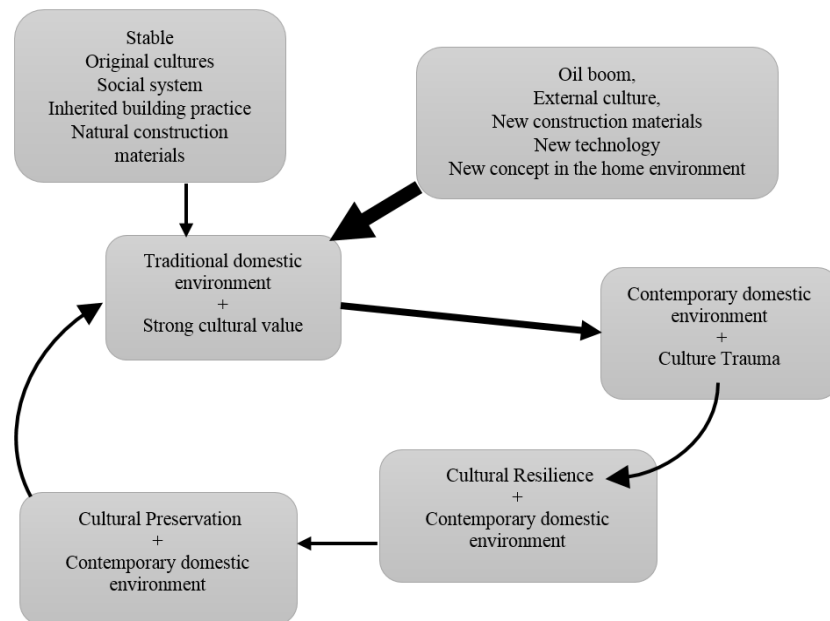 Stable
Original cultures
Social system
Inherited building practice
Natural construction
materials
Oil boom,
External culture,
New construction materials
New technology
New concept in the home environment
Traditional domestic
environment
+
Strong cultural value
Contemporary domestic
environment
+
Culture Trauma
Cultural Resilience
+
Contemporary domestic
environment
Cultural Preservation
+
Contemporary domestic
environment